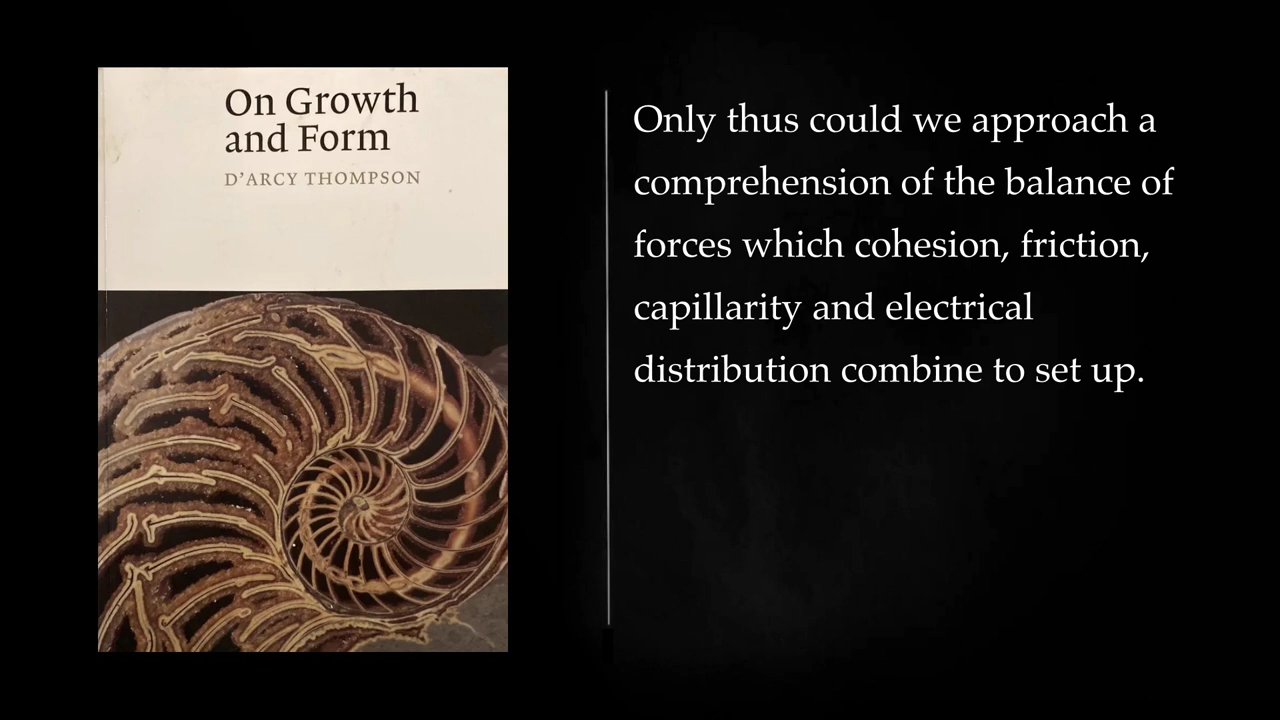 On Growth
and Form
D'ARCY THOMPSON
Only thus could we approach a
comprehension of the balance of
forces which cohesion, friction,
capillarity and electrical
distribution combine to set up.